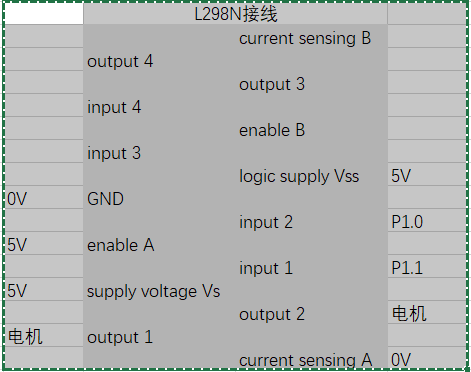 L298N接线
current sensing B
output 4
output 3
input 4
enable B
input 3
logic supply Vss 5V
0V GND
input 2 P1.0
5V enable A
input 1 P1.1
5V supply voltage Vs
output 2 电机
电机 output 1
current sensing A 0V